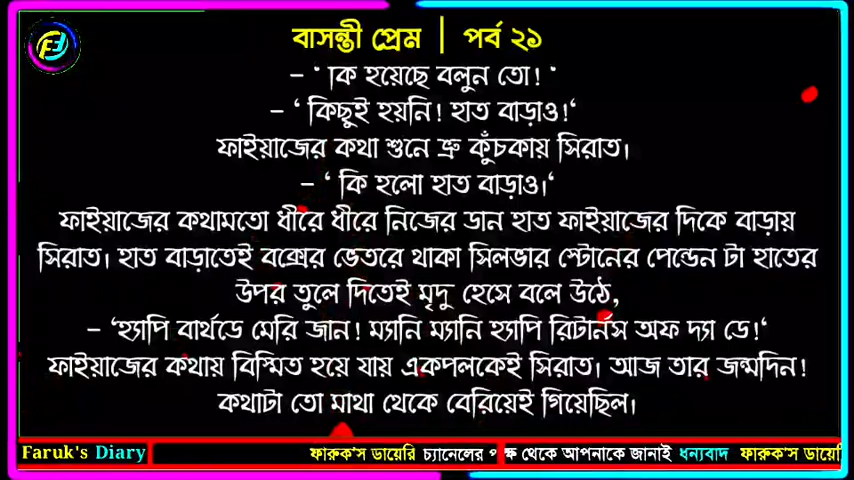 বাসন্তী প্রেম | পর্ব ২১
– ' কি হয়েছে বলুন তো! '
– ' কিছুই হয়নি! হাত বাড়াও!'
ফাইয়াজের কথা শুনে ভ্রু কুঁচকায় সিরাত।
– ' কি হলো হাত বাড়াও।'
ফাইয়াজের কথামতো ধীরে ধীরে নিজের ডান হাত ফাইয়াজের দিকে বাড়ায়
সিরাত। হাত বাড়াতেই বক্সের ভেতরে থাকা সিলভার স্টোনের পেন্ডেন টা হাতের
উপর তুলে দিতেই মৃদু হেসে বলে উঠে,
– 'হ্যাপি বার্থডে মেরি জান! ম্যানি ম্যানি হ্যাপি রিটার্নস অফ দ্যা ডে!'
ফাইয়াজের কথায় বিস্মিত হয়ে যায় একপলকেই সিরাত। আজ তার জন্মদিন!
কথাটা তো মাথা থেকে বেরিয়েই গিয়েছিল।
Faruk's Diary ফারুক'স ডায়েরি চ্যানেলের থেকে আপনাকে জানাই ধন্যবাদ ফারুক'স